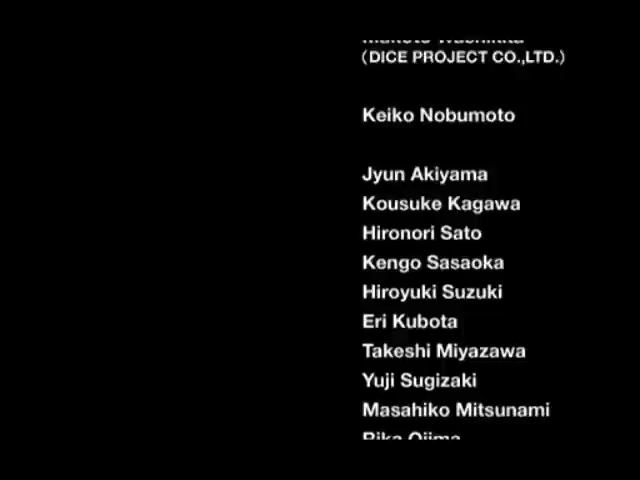 (DICE PROJECT CO.,LTD.)
Keiko Nobumoto
Jyun Akiyama
Kousuke Kagawa
Hironori Sato
Kengo Sasaoka
Hiroyuki Suzuki
Eri Kubota
Takeshi Miyazawa
Yuji Sugizaki
Masahiko Mitsunami